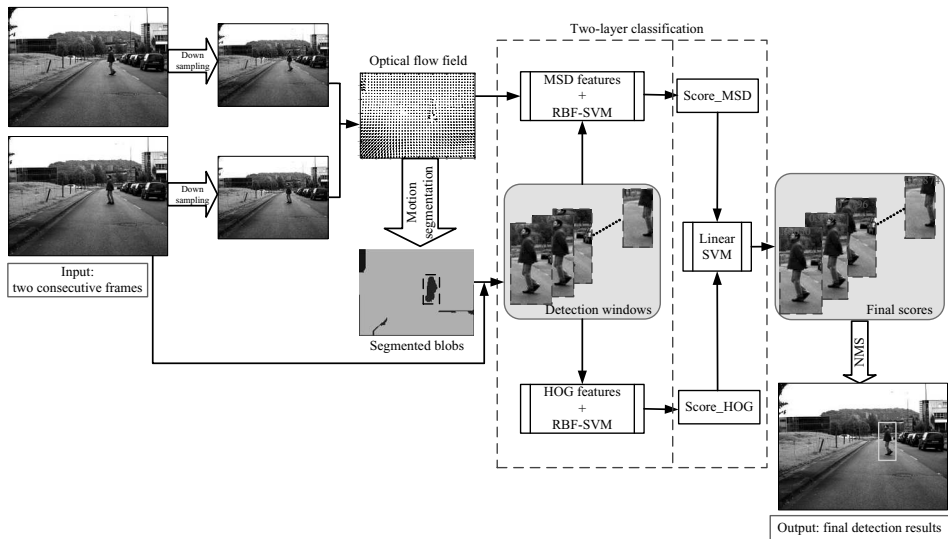 Two-layer classification
Down
sampling
Optical flow field
MSD features
+
RBF-SVM
Score_MSD
Down
sampling
Motion
segmentation
Linear
SVM
Input:
two consecutive frames
Detection windows
Final scores
Segmented blobs
NMS
HOG features
+
RBF-SVM
Score_HOG
Output: final detection results